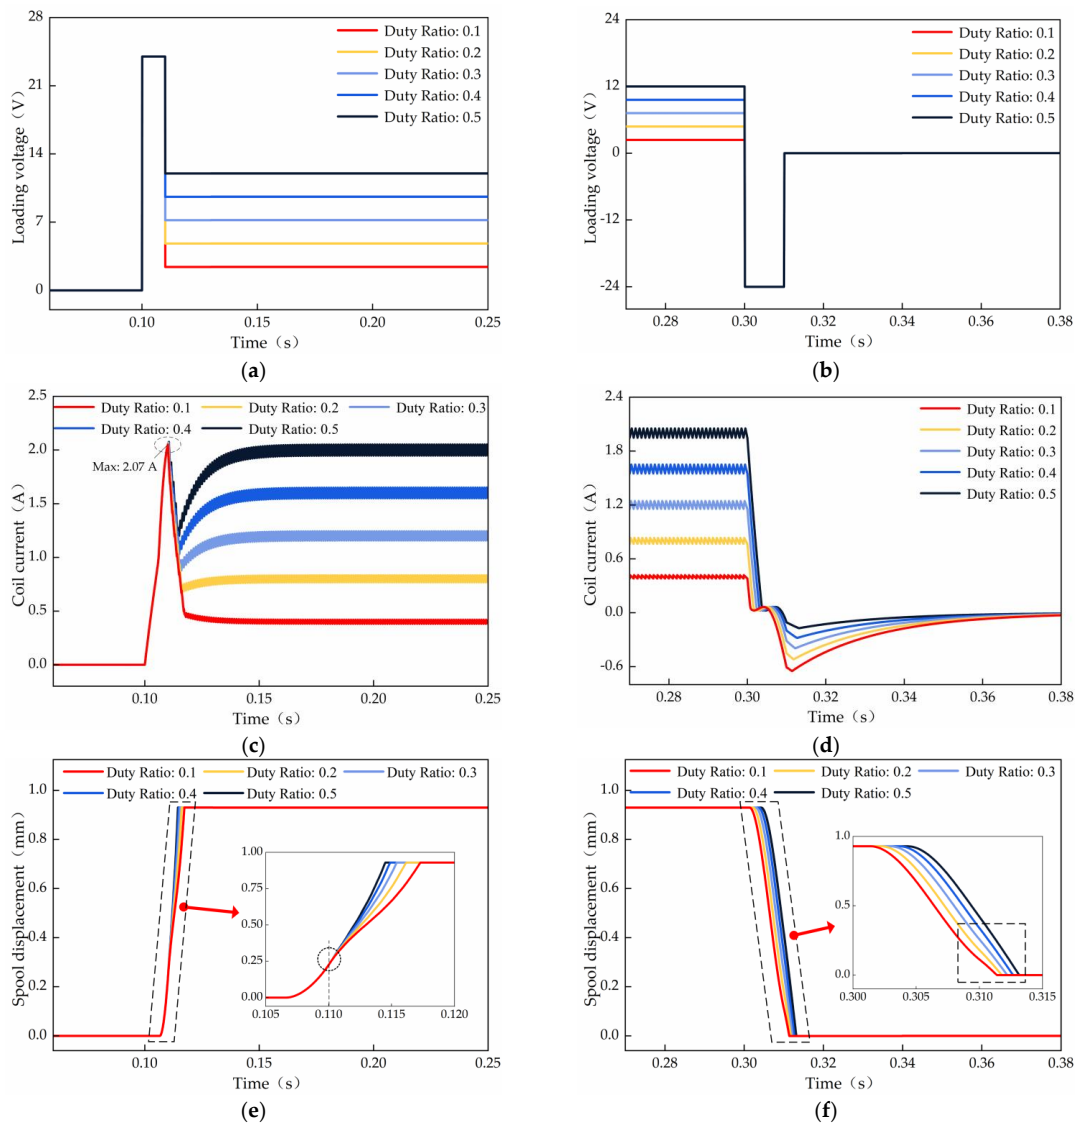 28
21
14
7
0
Loading voltage（V）
Duty Ratio: 0.1
Duty Ratio: 0.2
Duty Ratio: 0.3
Duty Ratio: 0.4
Duty Ratio: 0.5
0.10 0.15 0.20 0.25
Time（s）
(a)
24
12
0
-12
-24
Loading voltage（V）
Duty Ratio: 0.1
Duty Ratio: 0.2
Duty Ratio: 0.3
Duty Ratio: 0.4
Duty Ratio: 0.5
0.28 0.30 0.32 0.34 0.36 0.38
Time（s）
(b)
2.5
2.0
1.5
1.0
0.5
0.0
Coil current（A）
Duty Ratio: 0.1 Duty Ratio: 0.2 Duty Ratio: 0.3
Duty Ratio: 0.4 Duty Ratio: 0.5
Max: 2.07 A
0.10 0.15 0.20 0.25
Time（s）
(c)
2.4
1.8
1.2
0.6
0.0
-0.6
Coil current（A）
Duty Ratio: 0.1
Duty Ratio: 0.2
Duty Ratio: 0.3
Duty Ratio: 0.4
Duty Ratio: 0.5
0.28 0.30 0.32 0.34 0.36 0.38
Time（s）
(d)
1.0
0.8
0.6
0.4
0.2
0.0
Spool displacement（mm）
Duty Ratio: 0.1 Duty Ratio: 0.2 Duty Ratio: 0.3
Duty Ratio: 0.4 Duty Ratio: 0.5
1.00
0.75
0.50
0.25
0.00
0.105 0.110 0.115 0.120
0.10 0.15 0.20 0.25
Time（s）
(e)
1.0
0.8
0.6
0.4
0.2
0.0
Spool displacement（mm）
Duty Ratio: 0.1 Duty Ratio: 0.2 Duty Ratio: 0.3
Duty Ratio: 0.4 Duty Ratio: 0.5
1.0
0.5
0.0
0.300 0.305 0.310 0.315
0.28 0.30 0.32 0.34 0.36 0.38
Time（s）
(f)